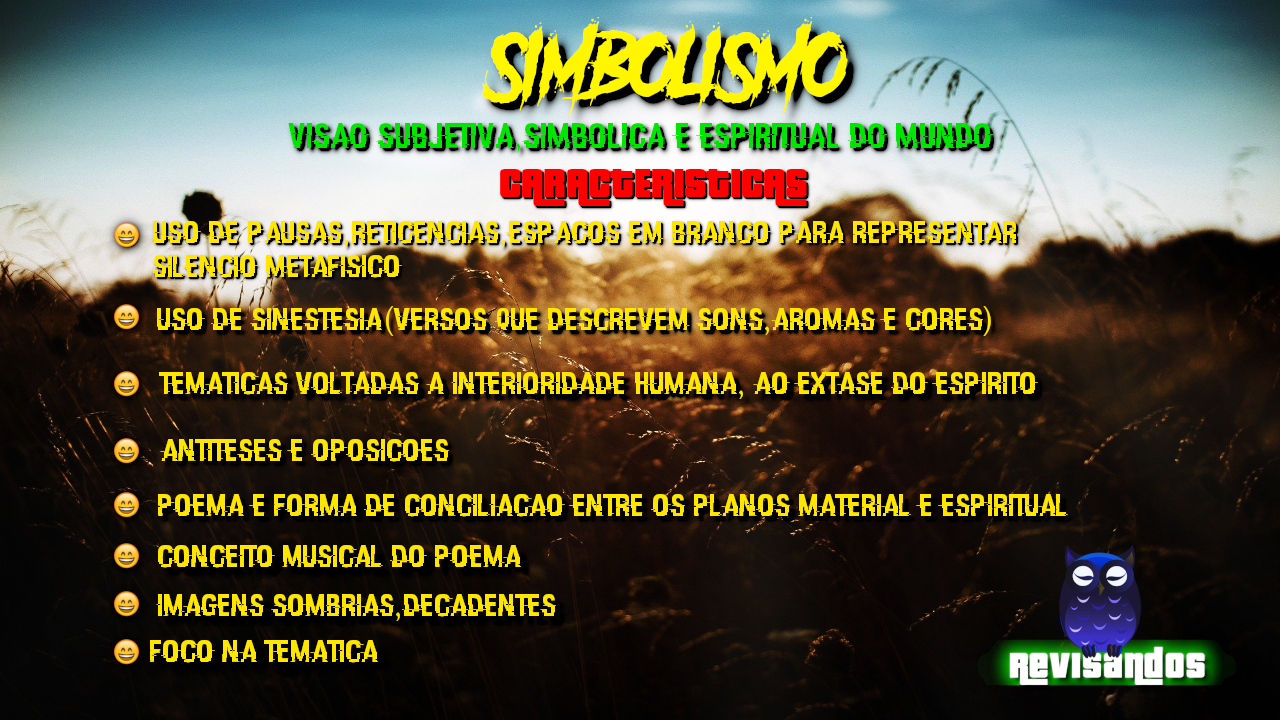 SIMBOLISMO
VISAO SUBJETIVA,SIMBOLICA E ESPIRITUAL DO MUNDO
CARACTERISTICAS
😄 USO DE PAUSAS,RETICENCIAS,ESPACOS EM BRANCO PARA REPRESENTAR
SILENCIO METAFISICO
😄 USO DE SINESTESIA(VERSOS QUE DESCREVEM SONS,AROMAS E CORES)
😄 TEMATICAS VOLTADAS A INTERIORIDADE HUMANA, AO EXTASE DO ESPIRITO
😄 ANTITESES E OPOSICOES
😄 POEMA E FORMA DE CONCILIACAO ENTRE OS PLANOS MATERIAL E ESPIRITUAL
😄 CONCEITO MUSICAL DO POEMA
😄 IMAGENS SOMBRIAS,DECADENTES
😄 FOCO NA TEMATICA
REVISANDOS